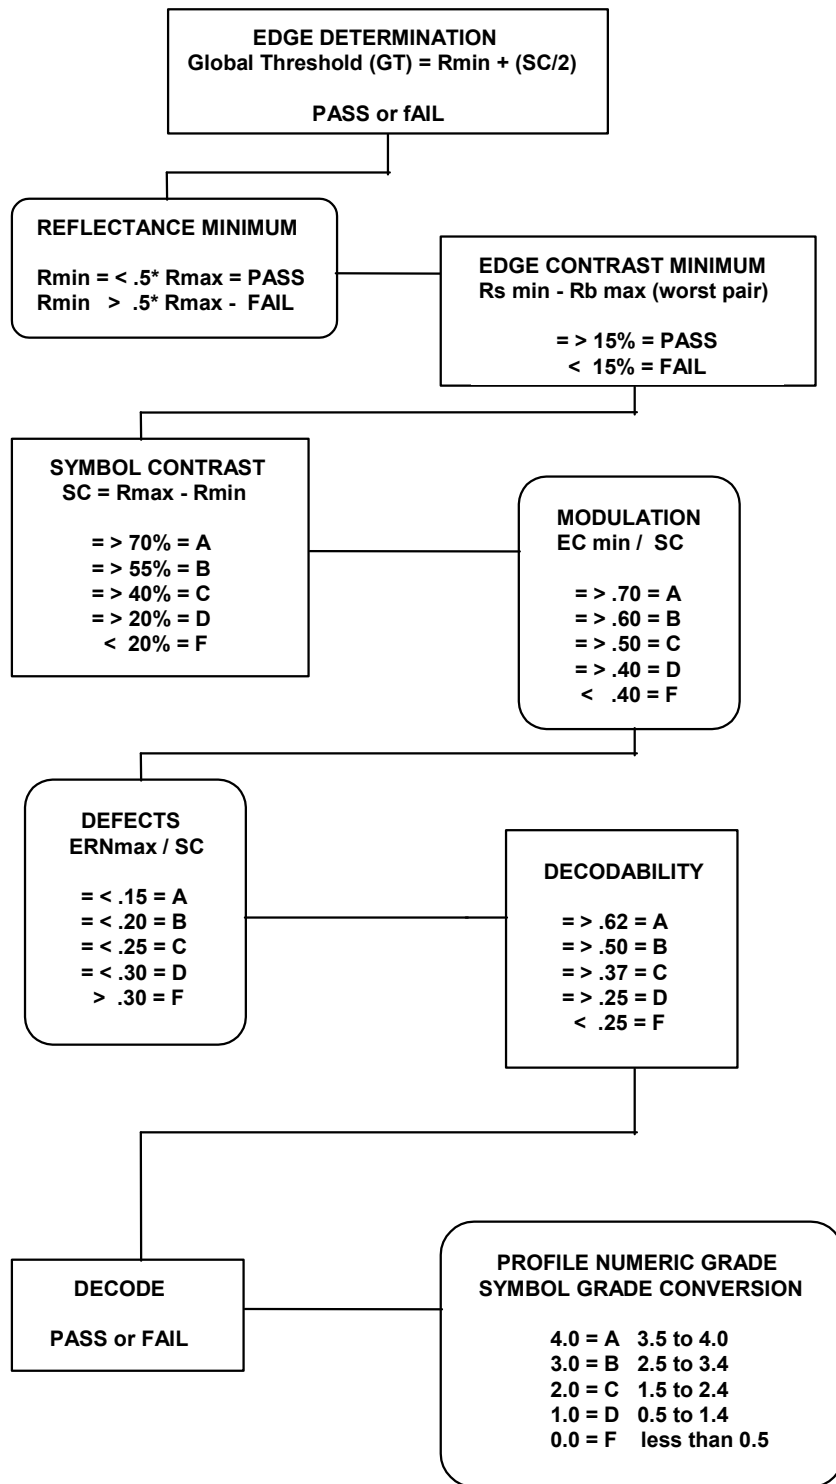 EDGE DETERMINATION
Global Threshold (GT) = Rmin + (SC/2)
PASS or fAIL
REFLECTANCE MINIMUM
Rmin = < .5* Rmax = PASS
Rmin > .5* Rmax - FAIL
EDGE CONTRAST MINIMUM
Rs min - Rb max (worst pair)
= > 15% = PASS
< 15% = FAIL
SYMBOL CONTRAST
SC = Rmax - Rmin
= > 70% = A
= > 55% = B
= > 40% = C
= > 20% = D
< 20% = F
MODULATION
EC min / SC
= > .70 = A
= > .60 = B
= > .50 = C
= > .40 = D
< .40 = F
DEFECTS
ERNmax / SC
= < .15 = A
= < .20 = B
= < .25 = C
= < .30 = D
> .30 = F
DECODABILITY
= > .62 = A
= > .50 = B
= > .37 = C
= > .25 = D
< .25 = F
DECODE
PASS or FAIL
PROFILE NUMERIC GRADE
SYMBOL GRADE CONVERSION
4.0 = A 3.5 to 4.0
3.0 = B 2.5 to 3.4
2.0 = C 1.5 to 2.4
1.0 = D 0.5 to 1.4
0.0 = F less than 0.5